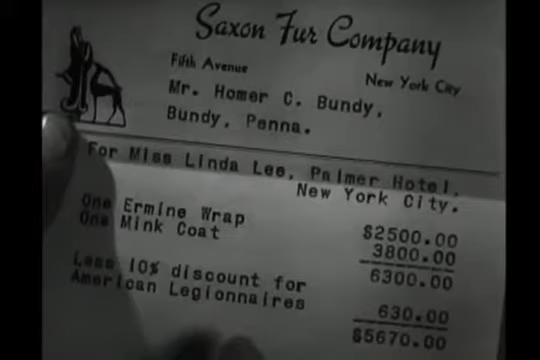 Saxon Fur Company
Fifth Avenue New York City
Mr. Homer C. Bundy,
Bundy, Penna.
For Miss Linda Lee, Palmer Hotel,
New York City.
One Ermine Wrap $2500.00
One Mink Coat 3800.00
6300.00
Less 10% discount for
American Legionnaires 630.00
$5670.00